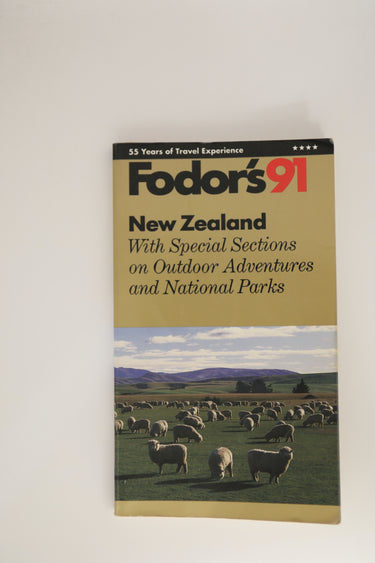 55 Years of Travel Experience ★★★★
Fodor's91
New Zealand
With Special Sections
on Outdoor Adventures
and National Parks